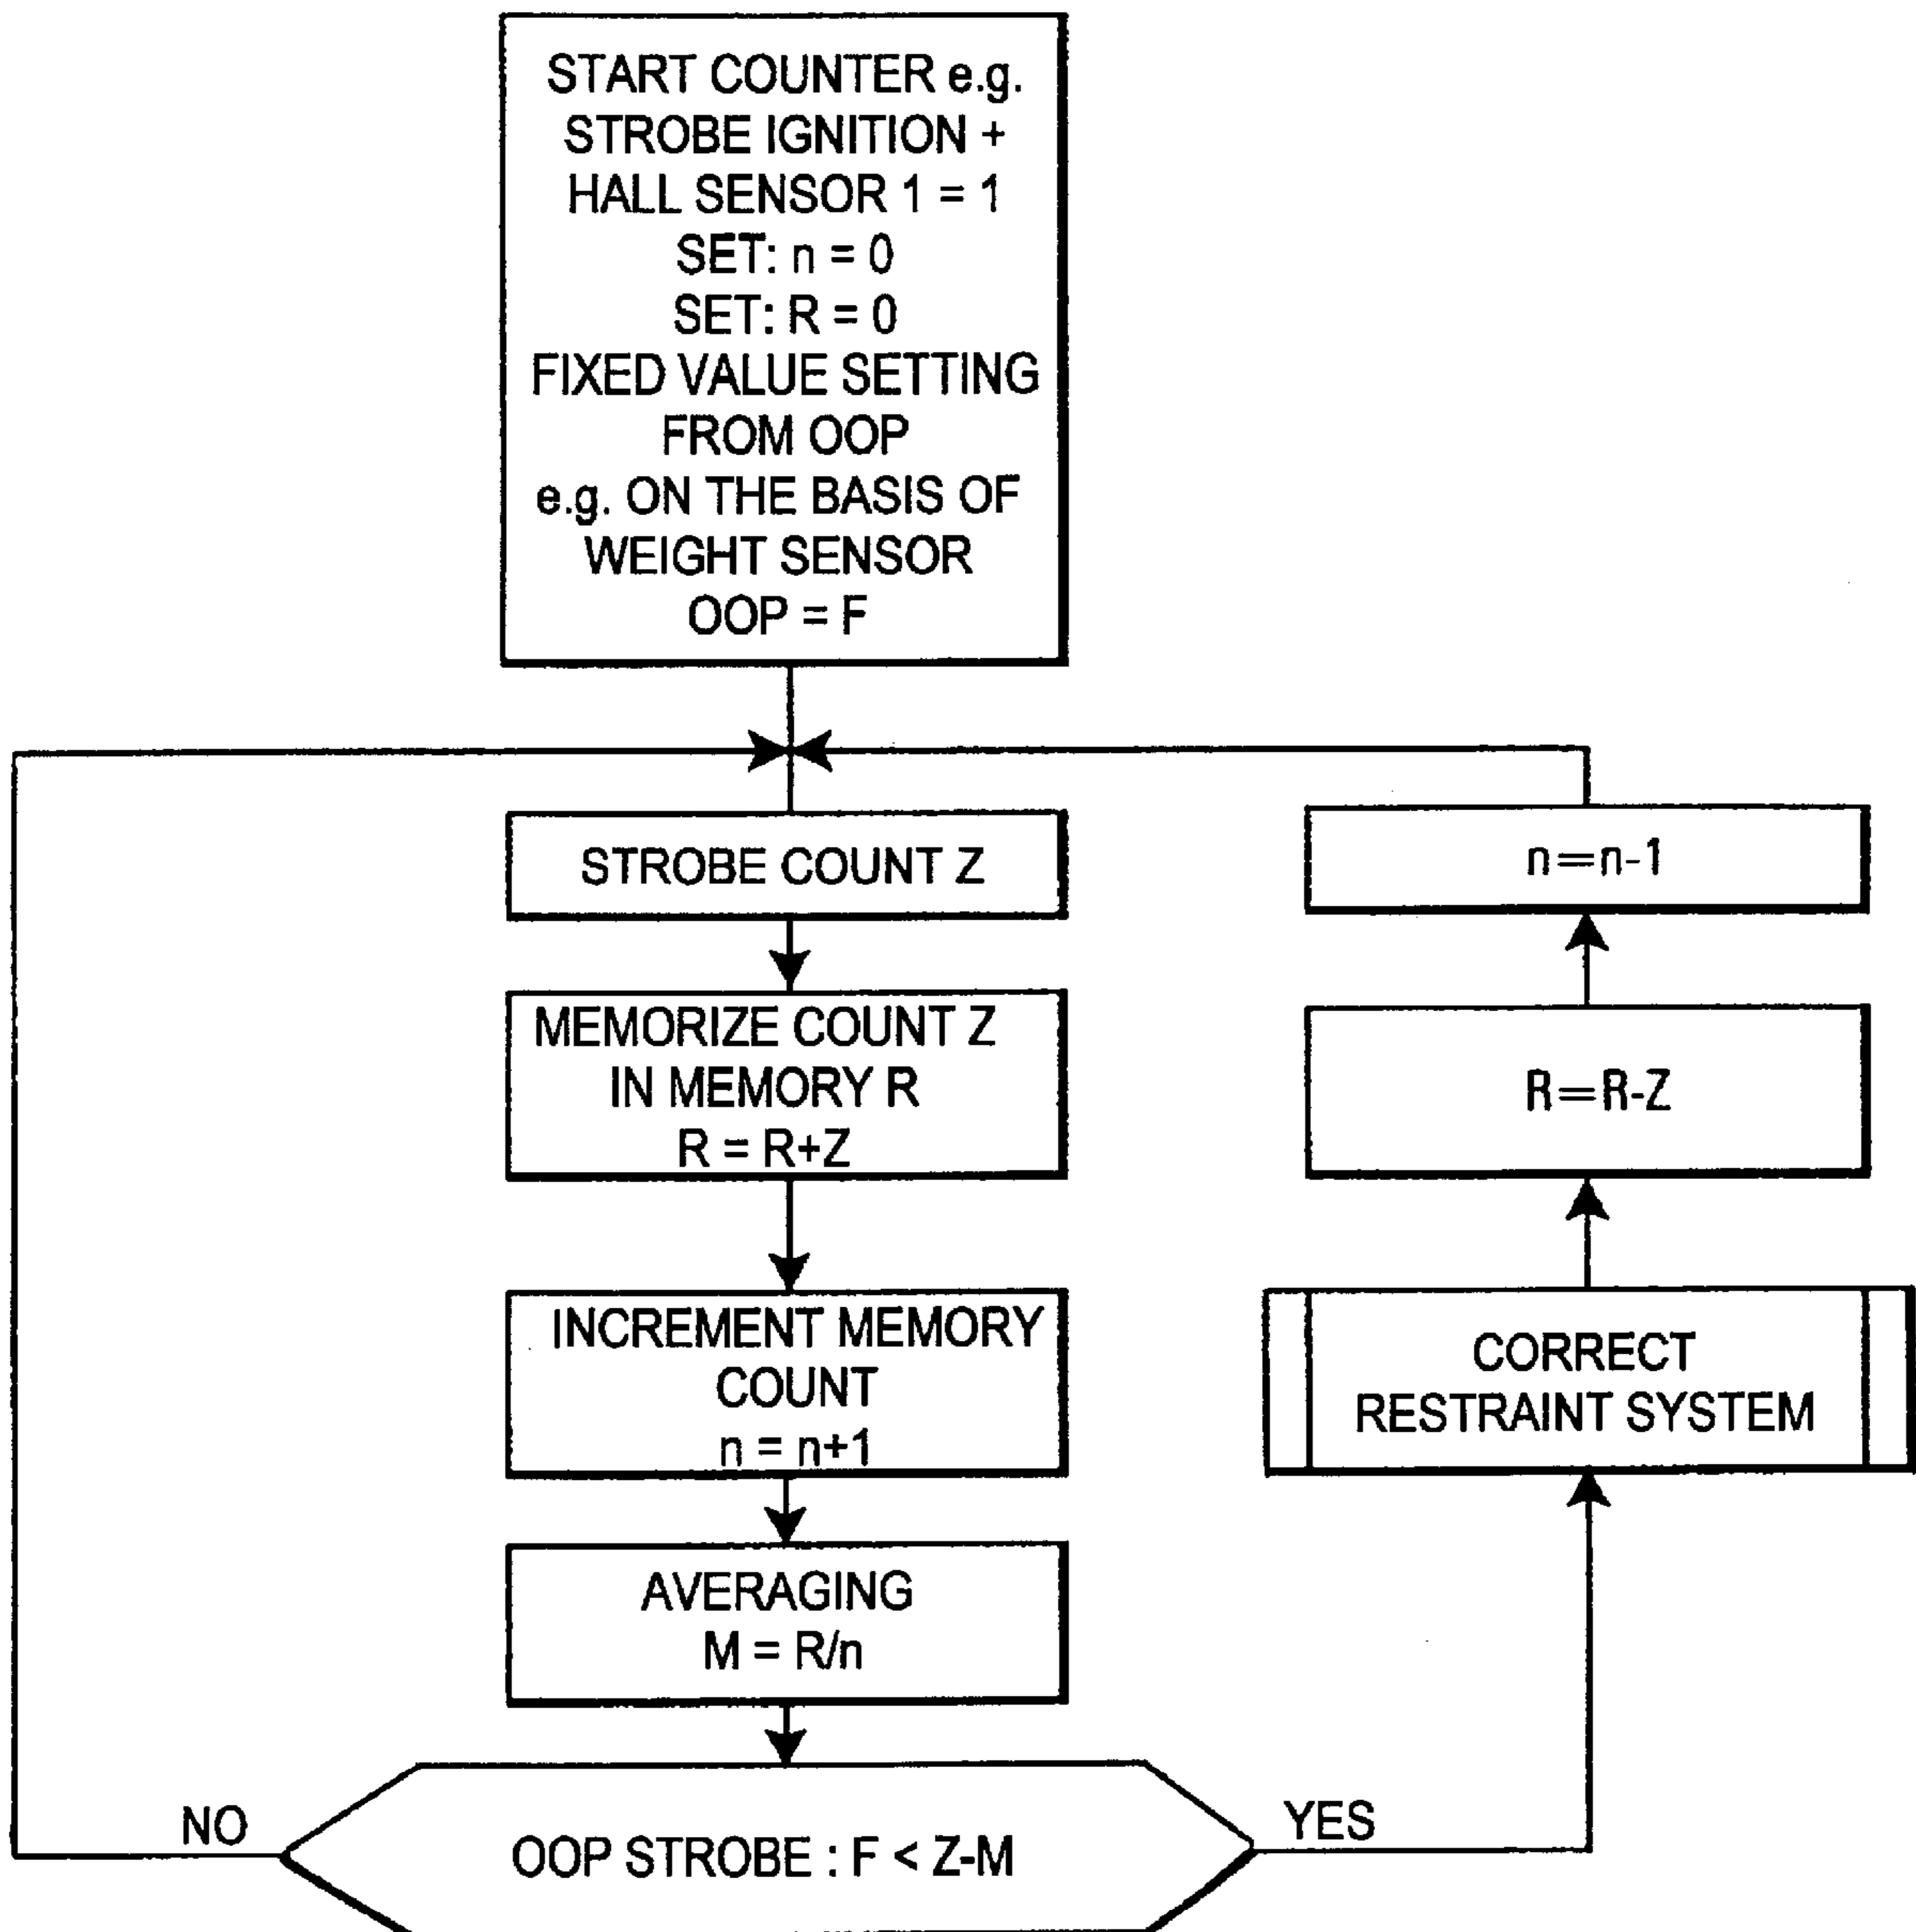 START COUNTER e.g.
STROBE IGNITION +
HALL SENSOR 1 = 1
SET: n = 0
SET: R = 0
FIXED VALUE SETTING
FROM OOP
e.g. ON THE BASIS OF
WEIGHT SENSOR
OOP = F
STROBE COUNT Z
MEMORIZE COUNT Z
IN MEMORY R
R = R+Z
INCREMENT MEMORY
COUNT
n = n+1
AVERAGING
M = R/n
NO
OOP STROBE : F < Z-M
YES
CORRECT
RESTRAINT SYSTEM
R=R-Z
n=n-1